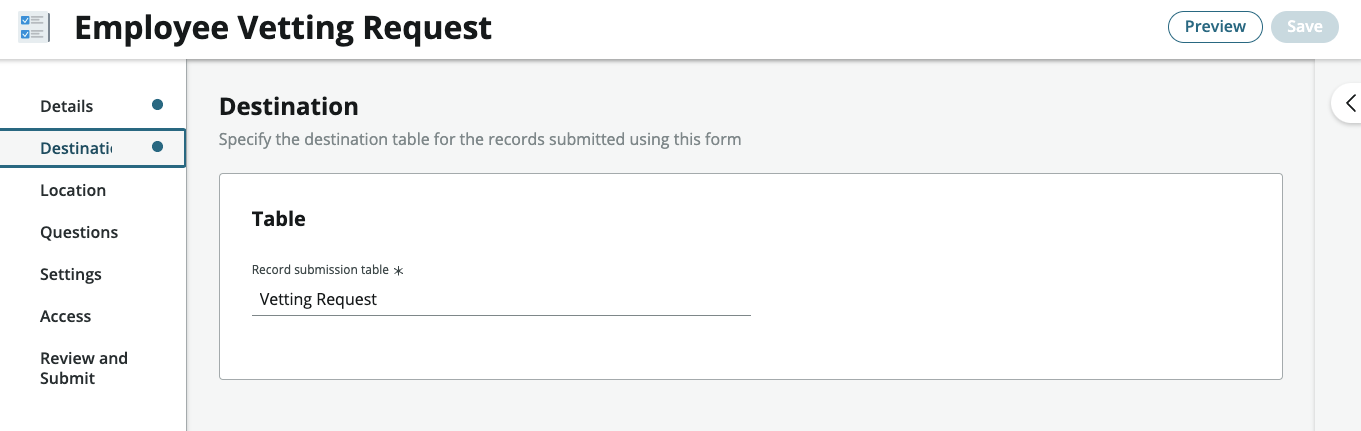 Employee Vetting Request
Preview
Save
Details
Destinati
Location
Questions
Settings
Access
Review and
Submit
Destination
Specify the destination table for the records submitted using this form
Table
Record submission table *
Vetting Request